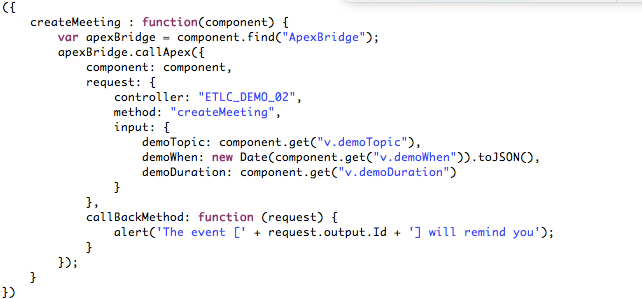 ({
    createMeeting : function(component) {
        var apexBridge = component.find("ApexBridge");
        apexBridge.callApex({
            component: component,
            request: {
                controller: "ETLC_DEMO_02",
                method: "createMeeting",
                input: {
                    demoTopic: component.get("v.demoTopic"),
                    demoWhen: new Date(component.get("v.demoWhen")).toJSON(),
                    demoDuration: component.get("v.demoDuration")
                }
            },
            callBackMethod: function (request) {
                alert('The event [' + request.output.Id + '] will remind you');
            }
        });
    }
})